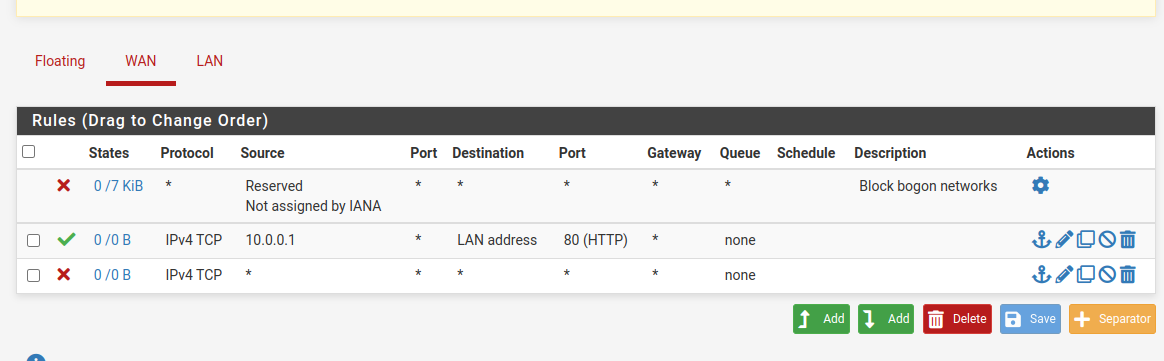 Floating WAN LAN
Rules (Drag to Change Order)
States Protocol Source Port Destination Port Gateway Queue Schedule Description Actions
0 /7 KiB * Reserved * * * * * Block bogon networks
Not assigned by IANA
0 /0 B IPv4 TCP 10.0.0.1 * LAN address 80 (HTTP) * none
0 /0 B IPv4 TCP * * * * * none
Add Add Delete Save Separator